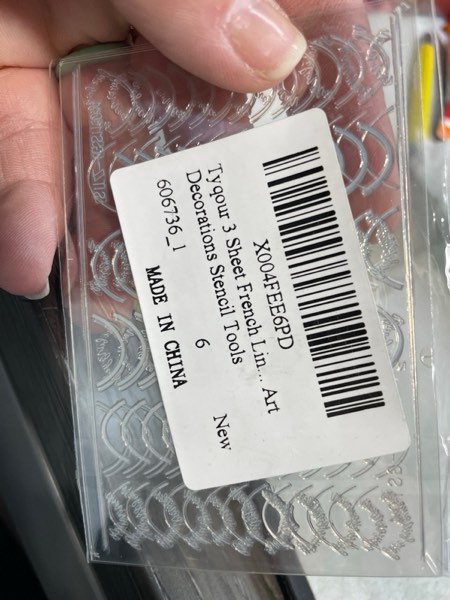 X004FEE6PD
Tyqour 3 Sheet French Lin... Art
Decorations Stencil Tools
606736_1 6 New
MADE IN CHINA